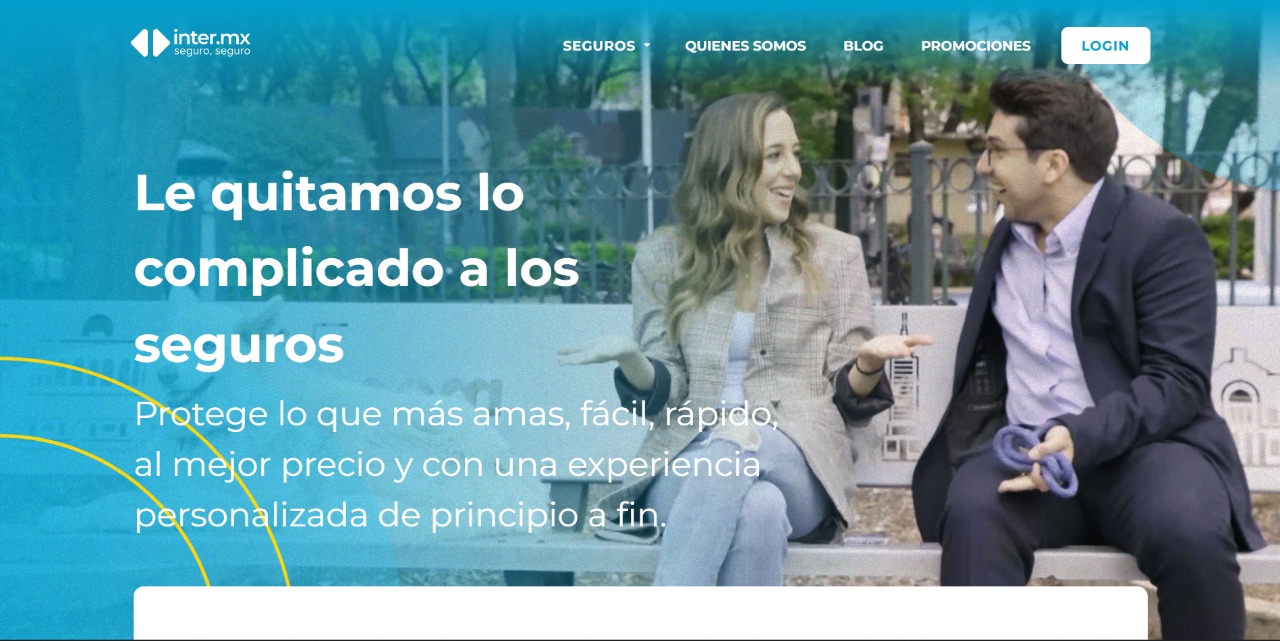 inter.mx
seguro, seguro
SEGUROS
QUIENES SOMOS
BLOG
PROMOCIONES
LOGIN
Le quitamos lo
complicado a los
seguros
Protege lo que más amas, fácil, rápido,
al mejor precio y con una experiencia
personalizada de principio a fin.